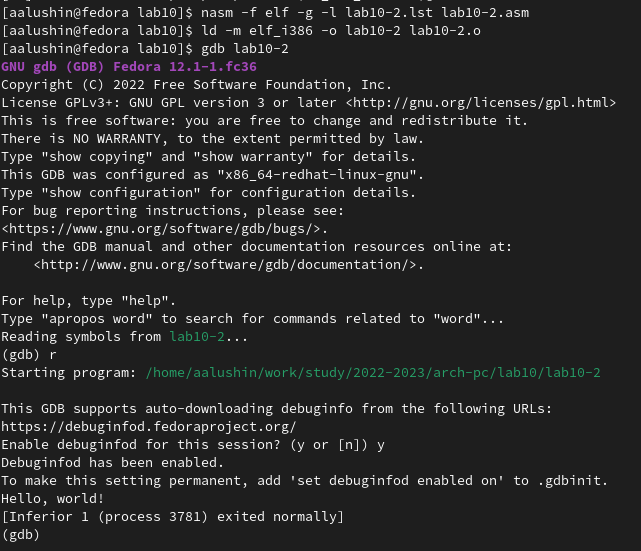 [aalushin@fedora lab10]$ nasm -f elf -g -l lab10-2.lst lab10-2.asm
[aalushin@fedora lab10]$ ld -m elf_i386 -o lab10-2 lab10-2.o
[aalushin@fedora lab10]$ gdb lab10-2
GNU gdb (GDB) Fedora 12.1-1.fc36
Copyright (C) 2022 Free Software Foundation, Inc.
License GPLv3+: GNU GPL version 3 or later <http://gnu.org/licenses/gpl.html>
This is free software: you are free to change and redistribute it.
There is NO WARRANTY, to the extent permitted by law.
Type "show copying" and "show warranty" for details.
This GDB was configured as "x86_64-redhat-linux-gnu".
Type "show configuration" for configuration details.
For bug reporting instructions, please see:
<https://www.gnu.org/software/gdb/bugs/>.
Find the GDB manual and other documentation resources online at:
    <http://www.gnu.org/software/gdb/documentation/>.

For help, type "help".
Type "apropos word" to search for commands related to "word"...
Reading symbols from lab10-2...
(gdb) r
Starting program: /home/aalushin/work/study/2022-2023/arch-pc/lab10/lab10-2

This GDB supports auto-downloading debuginfo from the following URLs:
https://debuginfod.fedoraproject.org/
Enable debuginfod for this session? (y or [n]) y
Debuginfod has been enabled.
To make this setting permanent, add 'set debuginfod enabled on' to .gdbinit.
Hello, world!
[Inferior 1 (process 3781) exited normally]
(gdb)